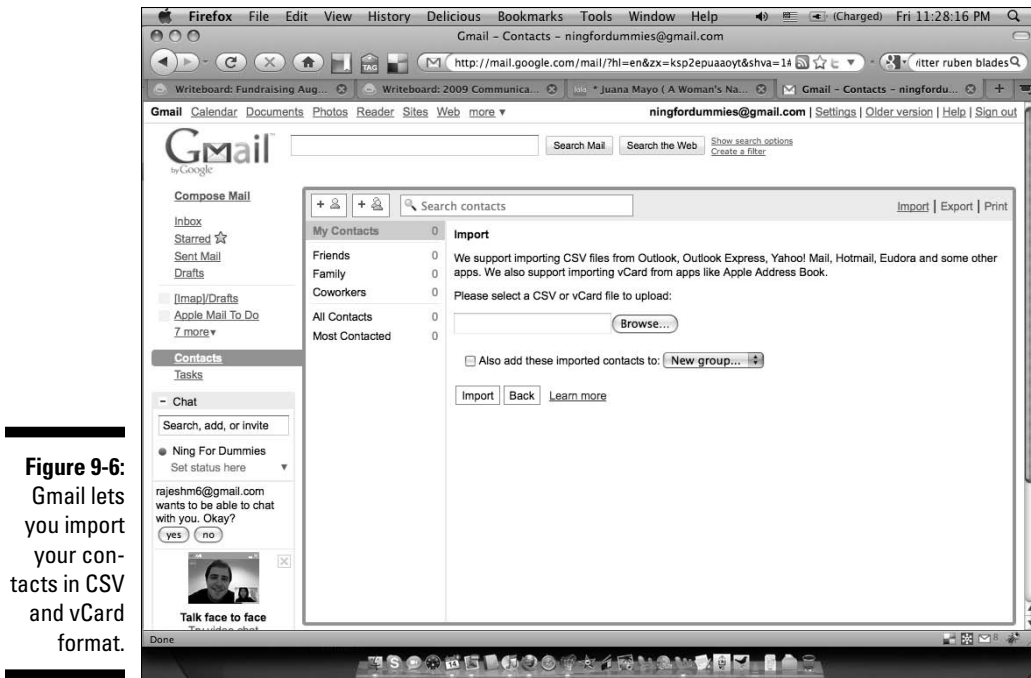 Firefox File Edit View History Delicious Bookmarks Tools Window Help (Charged) Fri 11:28:16 PM
Gmail – Contacts – ningfordummies@gmail.com
http://mail.google.com/mail/?hl=en&zx=ksp2epuaaoyt&shva=1# itter ruben blades
TAG
Writeboard: Fundraising Aug... Writeboard: 2009 Communica... * Juana Mayo ( A Woman's Na... Gmail – Contacts – ningfordu... +
Gmail Calendar Documents Photos Reader Sites Web more ▼ ningfordummies@gmail.com | Settings | Older version | Help | Sign out
Gmail
by Google
Search Mail Search the Web Show search options
Create a filter
Compose Mail
Inbox
Starred
Sent Mail
Drafts
[Imap]/Drafts
Apple Mail To Do
7 more▼
Contacts
Tasks
– Chat
Search, add, or invite
Ning For Dummies
Set status here ▼
rajeshm6@gmail.com
wants to be able to chat
with you. Okay?
yes no
Talk face to face
Try video chat
+ + Search contacts Import | Export | Print
My Contacts 0
Friends 0
Family 0
Coworkers 0
All Contacts 0
Most Contacted 0
Import
We support importing CSV files from Outlook, Outlook Express, Yahoo! Mail, Hotmail, Eudora and some other
apps. We also support importing vCard from apps like Apple Address Book.
Please select a CSV or vCard file to upload:
Browse...
Also add these imported contacts to: New group...
Import Back Learn more
Done 8
Figure 9-6:
Gmail lets
you import
your con-
tacts in CSV
and vCard
format.